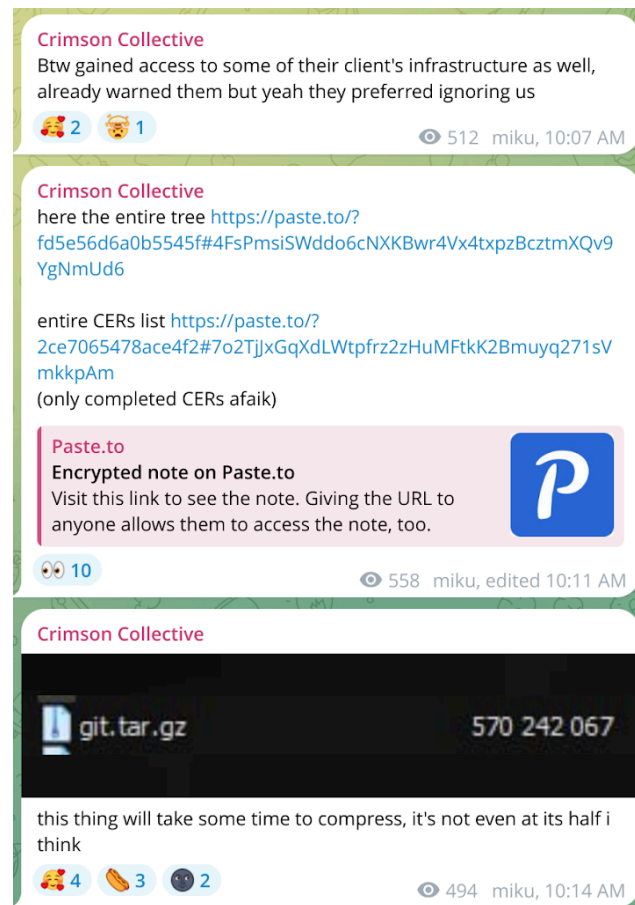 Crimson Collective
Btw gained access to some of their client's infrastructure as well,
already warned them but yeah they preferred ignoring us
2 1
512 miku, 10:07 AM
Crimson Collective
here the entire tree https://paste.to/?
fd5e56d6a0b5545f#4FsPmsiSWddo6cNXKBwr4Vx4txpzBcztmXQv9
YgNmUd6
entire CERs list https://paste.to/?
2ce7065478ace4f2#7o2TjJxGqXdLWtpfrz2zHuMFtkK2Bmuyq271sV
mkkpAm
(only completed CERs afaik)
Paste.to
Encrypted note on Paste.to
Visit this link to see the note. Giving the URL to
anyone allows them to access the note, too.
P
10
558 miku, edited 10:11 AM
Crimson Collective
git.tar.gz 570 242 067
this thing will take some time to compress, it's not even at its half i
think
4 3 2
494 miku, 10:14 AM